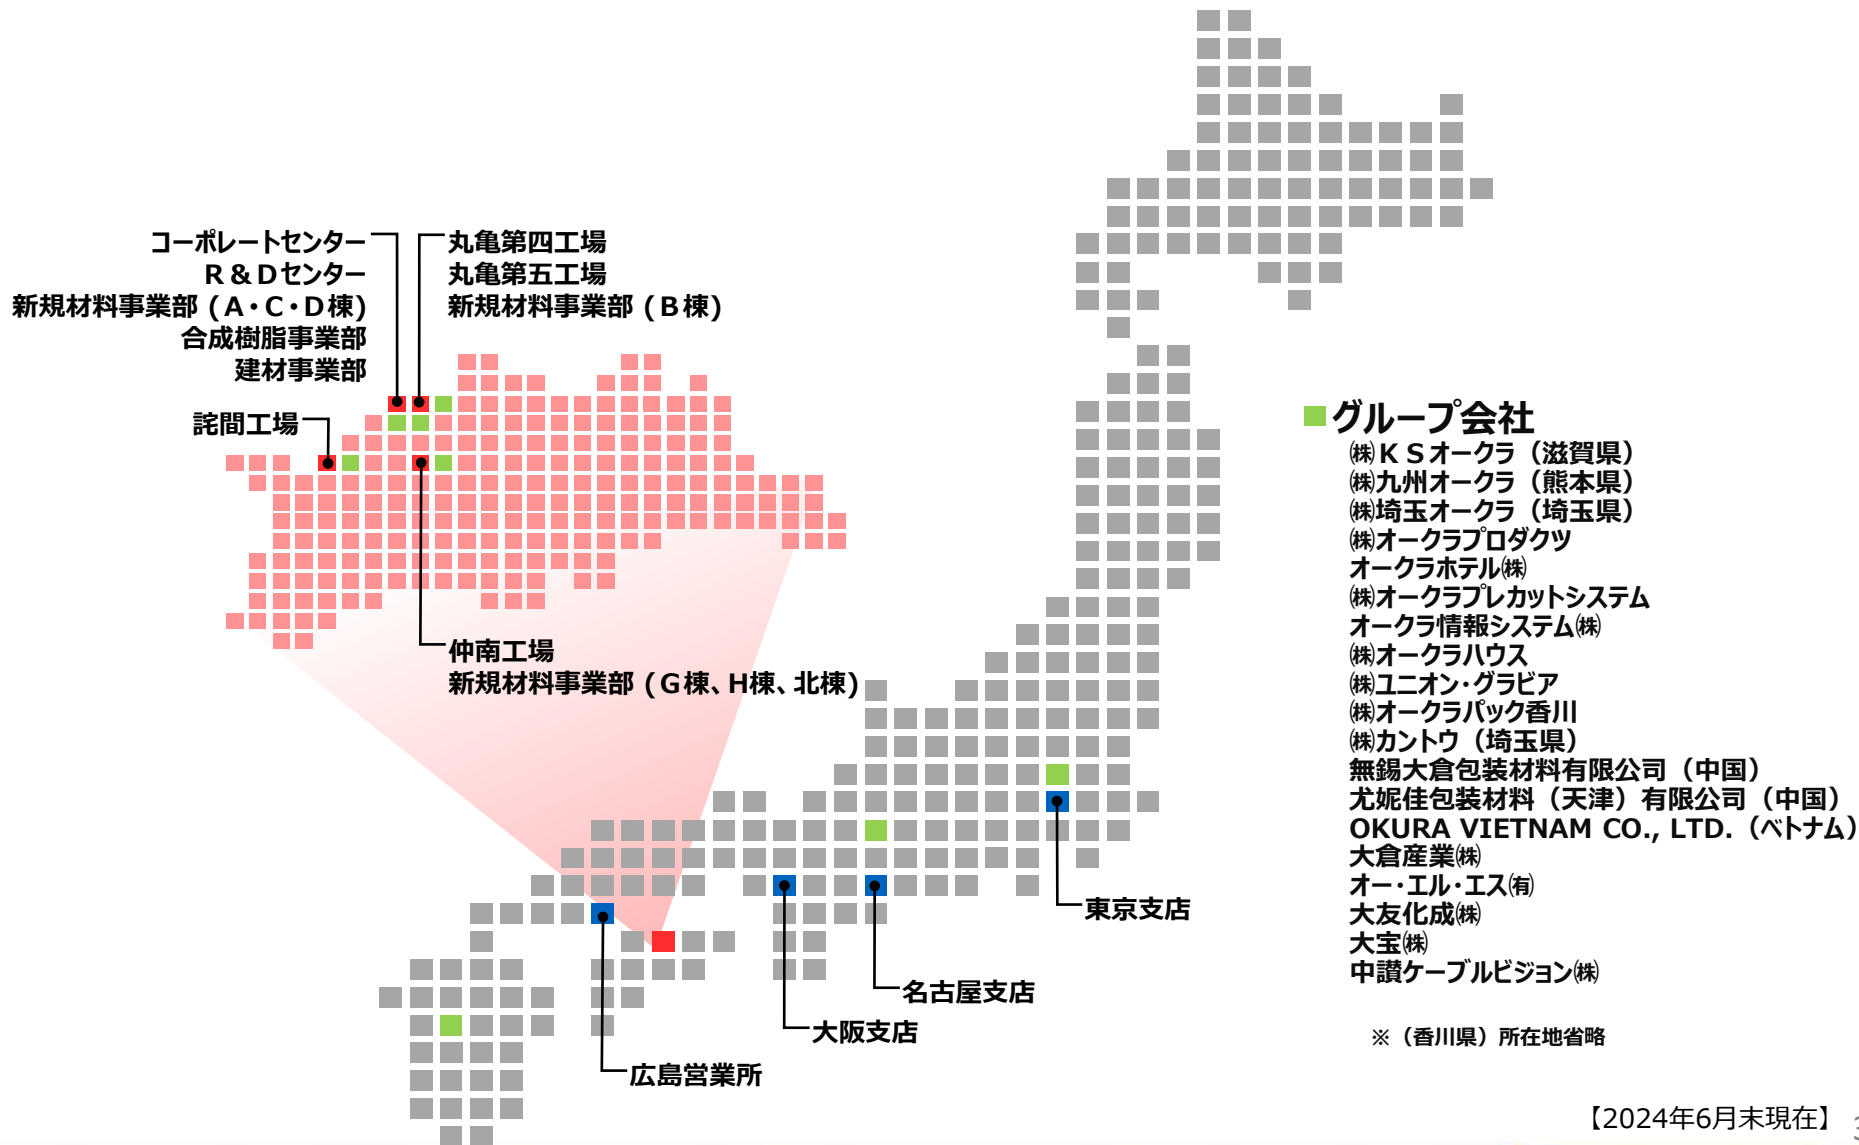 コーポレートセンター
R&Dセンター
新規材料事業部 (A・C・D棟)
合成樹脂事業部
建材事業部
丸亀第四工場
丸亀第五工場
新規材料事業部 (B棟)
詫間工場
仲南工場
新規材料事業部 (G棟、H棟、北棟)
東京支店
名古屋支店
大阪支店
広島営業所
グループ会社
㈱KSオークラ（滋賀県）
㈱九州オークラ（熊本県）
㈱埼玉オークラ（埼玉県）
㈱オークラプロダクツ
オークラホテル㈱
㈱オークラプレカットシステム
オークラ情報システム㈱
㈱オークラハウス
㈱ユニオン・グラビア
㈱オークラパック香川
㈱カントウ（埼玉県）
無錫大倉包装材料有限公司（中国）
尤妮佳包装材料（天津）有限公司（中国）
OKURA VIETNAM CO., LTD.（ベトナム）
大倉産業㈱
オー・エル・エス㈲
大友化成㈱
大宝㈱
中讃ケーブルビジョン㈱
※（香川県）所在地省略
【2024年6月末現在】